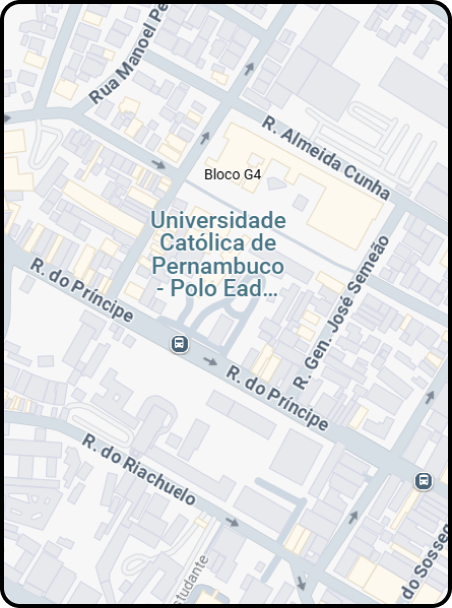 Rua Manoel Pe
R. Almeida Cunha
Bloco G4
Universidade
Católica de
Pernambuco
- Polo Ead...
R. do Príncipe
R. Gen. José Semeão
R. do Príncipe
R. do Riachuelo
studante
do Sosseg